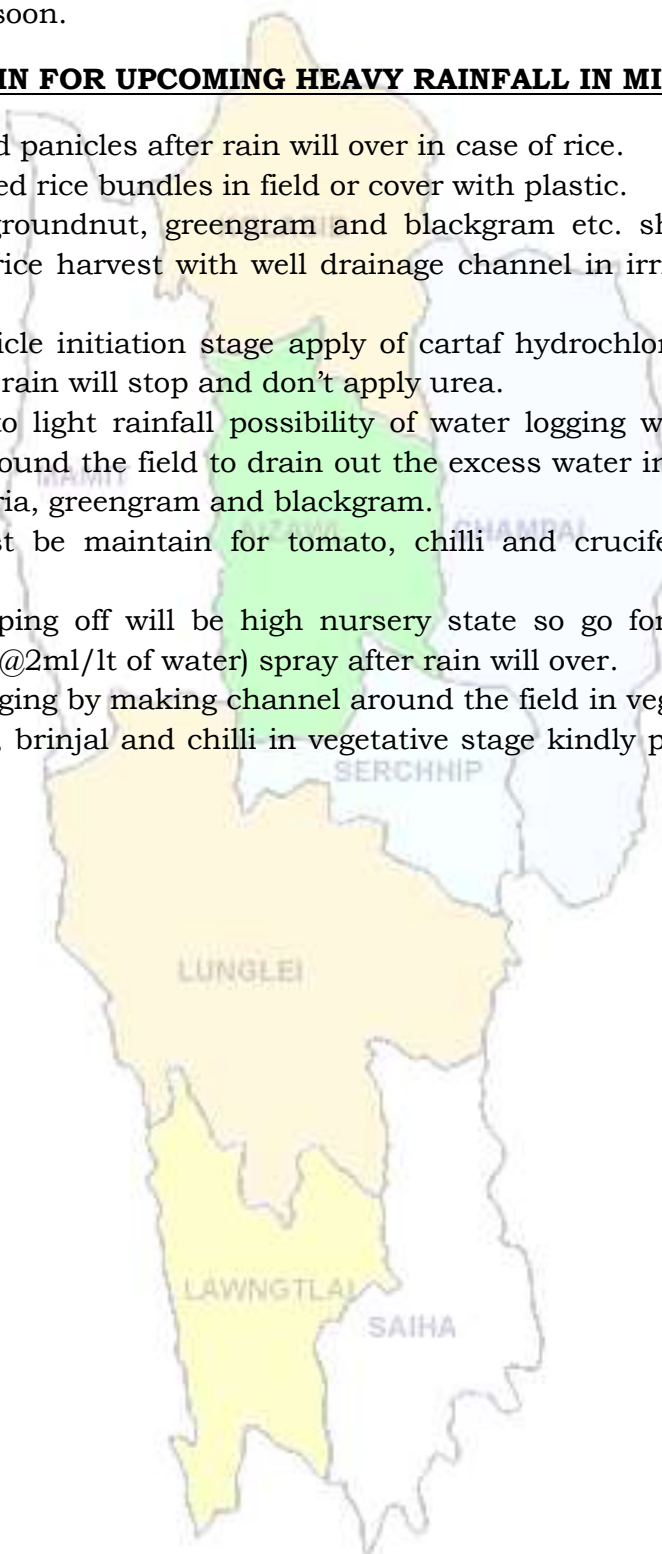 soon.
IN FOR UPCOMING HEAVY RAINFALL IN MI
d panicles after rain will over in case of rice.
ed rice bundles in field or cover with plastic.
groundnut, greengram and blackgram etc. sh
rice harvest with well drainage channel in irr
icle initiation stage apply of cartaf hydrochlor
rain will stop and don't apply urea.
to light rainfall possibility of water logging w
ound the field to drain out the excess water in
MAMIT
ria, greengram and blackgram.
AIZAWL CHAMPAI
st be maintain for tomato, chilli and crucife
ping off will be high nursery state so go for
@2ml/lt of water) spray after rain will over.
ging by making channel around the field in veg
, brinjal and chilli in vegetative stage kindly p
SERCHHIP
LUNGLEI
LAWNGTLAI
SAIHA